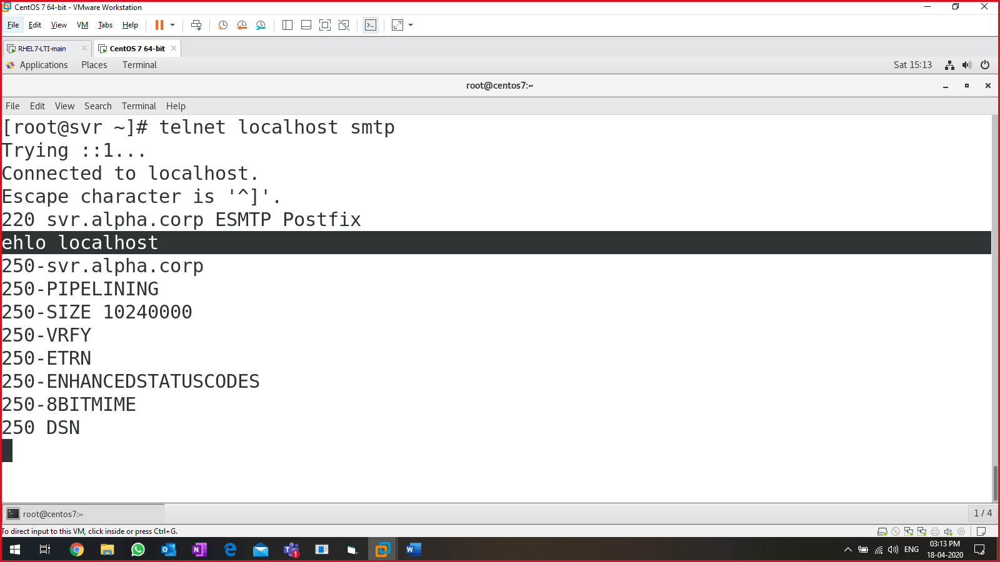 CentOS 7 64-bit - VMware Workstation
File Edit View VM Tabs Help
RHEL7-LTI-main CentOS 7 64-bit
Applications Places Terminal Sat 15:13
root@centos7:~
File Edit View Search Terminal Help
[root@svr ~]# telnet localhost smtp
Trying ::1...
Connected to localhost.
Escape character is '^]'.
220 svr.alpha.corp ESMTP Postfix
ehlo localhost
250-svr.alpha.corp
250-PIPELINING
250-SIZE 10240000
250-VRFY
250-ETRN
250-ENHANCEDSTATUSCODES
250-8BITMIME
250 DSN
root@centos7:~ 1 / 4
To direct input to this VM, click inside or press Ctrl+G.
1 ENG 03:13 PM
18-04-2020